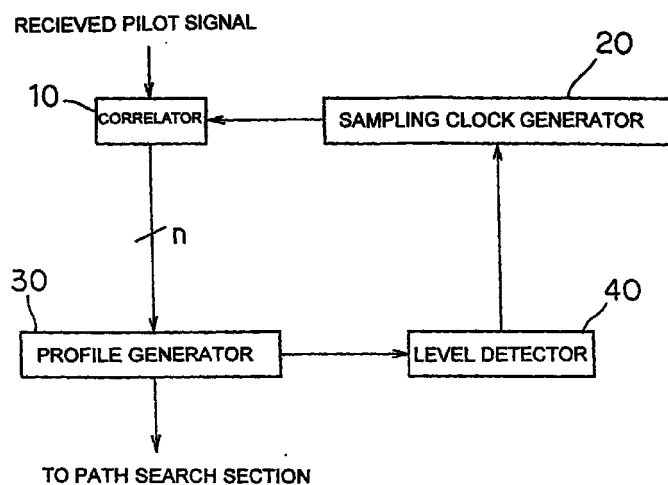 RECIEVED PILOT SIGNAL
10
CORRELATOR
20
SAMPLING CLOCK GENERATOR
n
30
PROFILE GENERATOR
40
LEVEL DETECTOR
TO PATH SEARCH SECTION